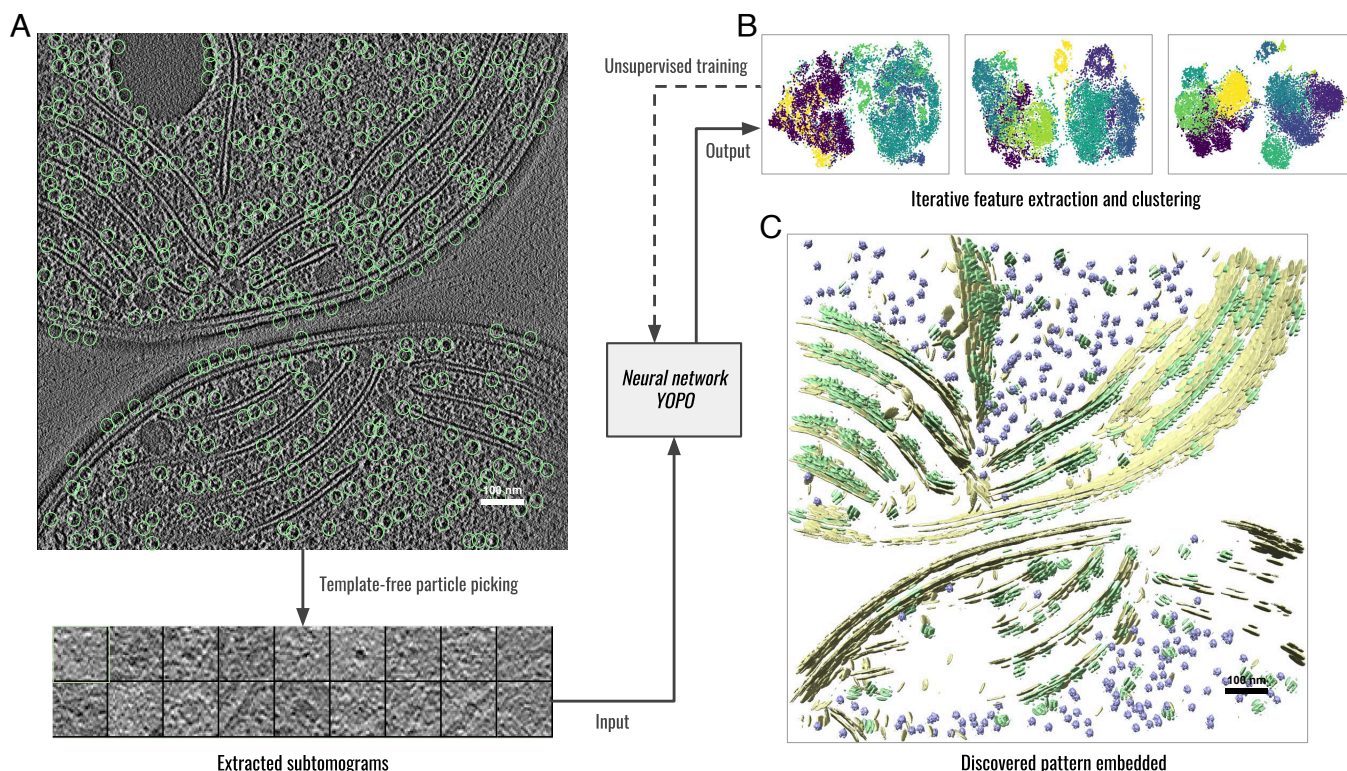 A
B
Unsupervised training
Output
Iterative feature extraction and clustering
C
Neural network
YOPO
100 nm
Template-free particle picking
Input
Extracted subtomograms
100 nm
Discovered pattern embedded